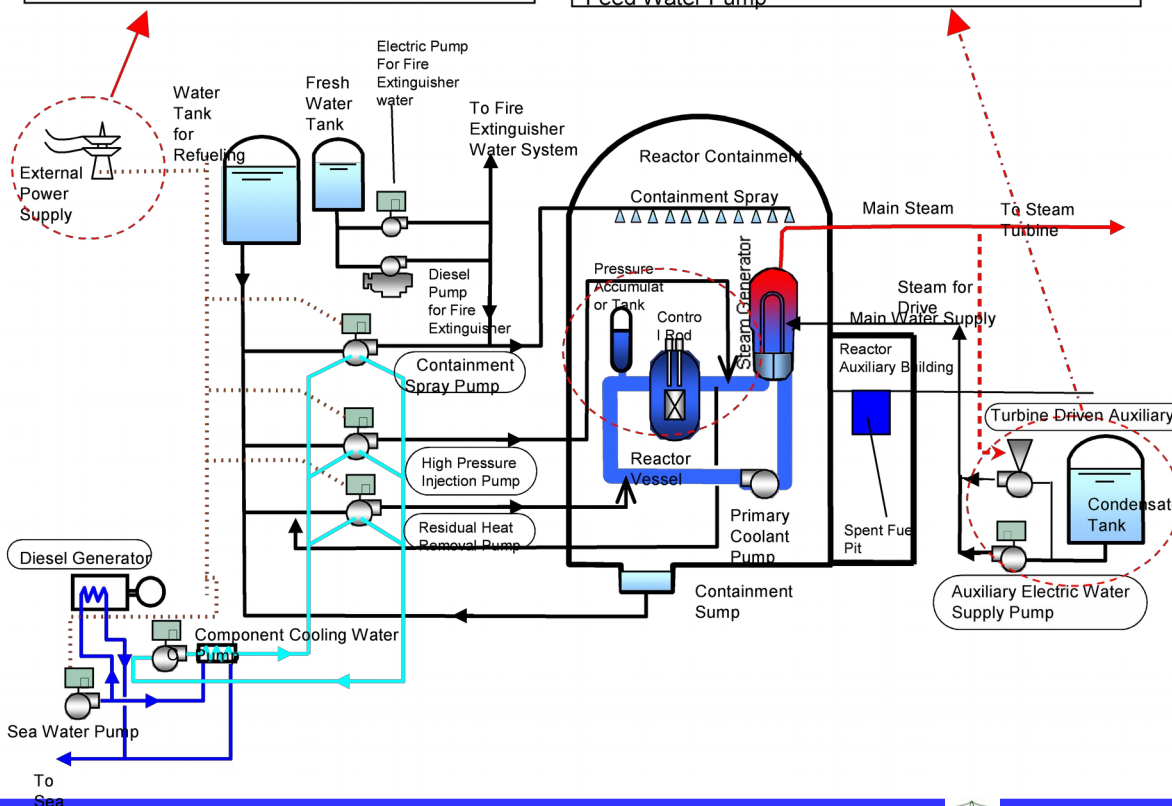 Feed Water Pump
Electric Pump
For Fire
Extinguisher
water
Water
Tank
for
Refueling
Fresh
Water
Tank
To Fire
Extinguisher
Water System
External
Power
Supply
Reactor Containment
Containment Spray
Main Steam
To Steam
Turbine
Diesel
Pump
for Fire
Extinguisher
Pressure
Accumulat
or Tank
Contro
l Rod
Steam Generator
Steam for
Drive
Main Water Supply
Reactor
Auxiliary Building
Containment
Spray Pump
Turbine Driven Auxiliary
High Pressure
Injection Pump
Reactor
Vessel
Residual Heat
Removal Pump
Primary
Coolant
Pump
Spent Fue
Pit
Condensat
Tank
Diesel Generator
Containment
Sump
Auxiliary Electric Water
Supply Pump
Component Cooling Water
Pump
Sea Water Pump
To
Sea